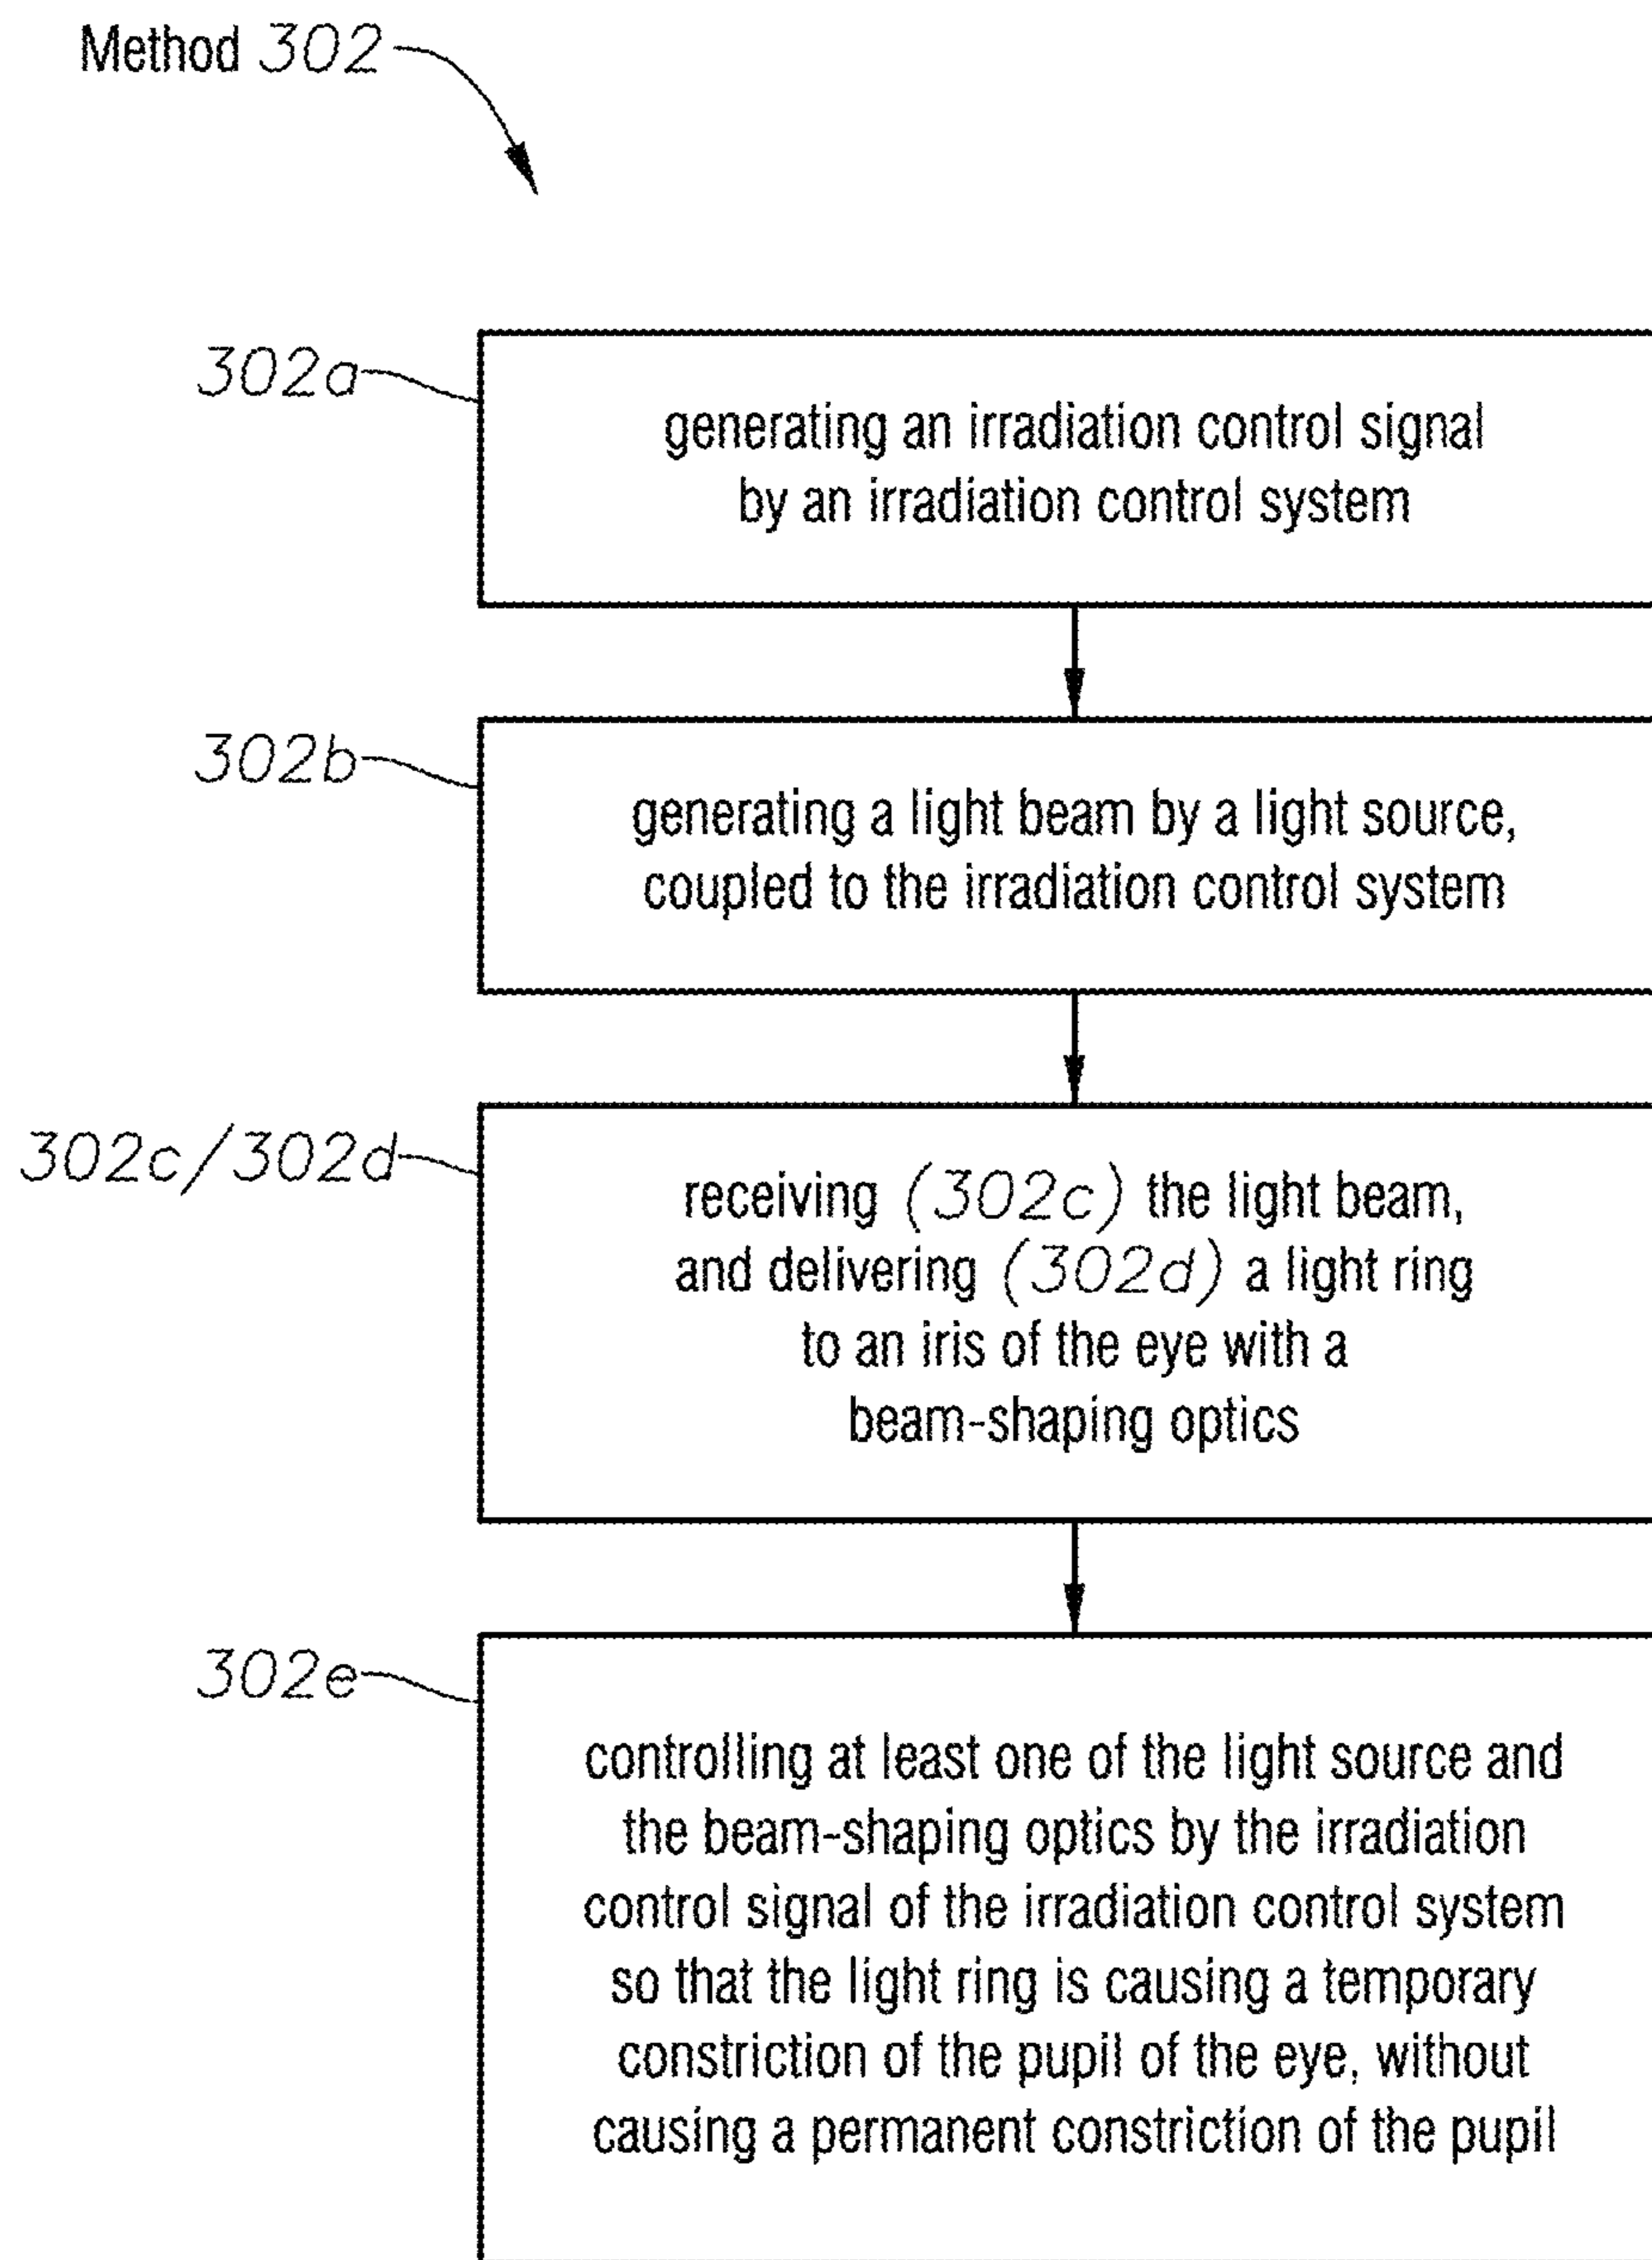 Method 302
302a
generating an irradiation control signal
by an irradiation control system
302b
generating a light beam by a light source,
coupled to the irradiation control system
302c/302d
receiving (302c) the light beam,
and delivering (302d) a light ring
to an iris of the eye with a
beam-shaping optics
302e
controlling at least one of the light source and
the beam-shaping optics by the irradiation
control signal of the irradiation control system
so that the light ring is causing a temporary
constriction of the pupil of the eye, without
causing a permanent constriction of the pupil